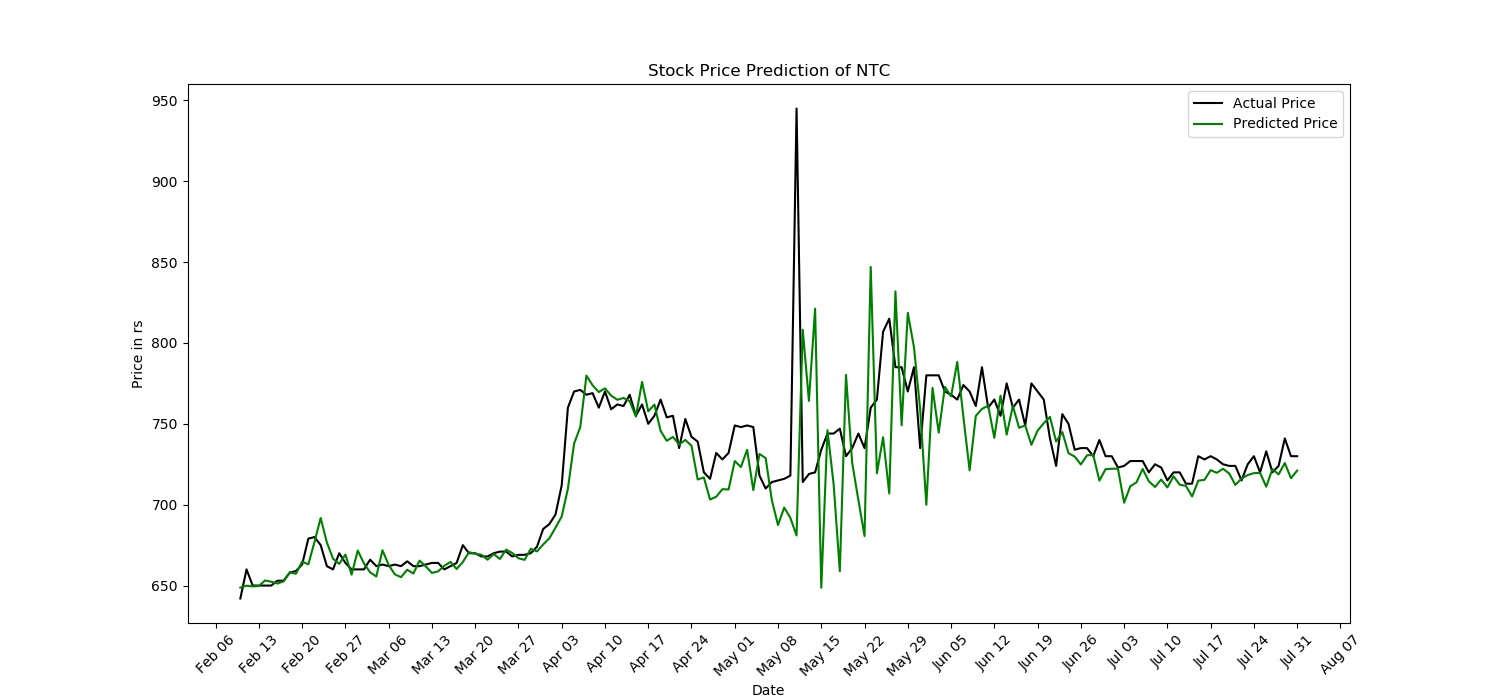 Stock Price Prediction of NTC
Actual Price
Predicted Price
Price in rs
950
900
850
800
750
700
650
Feb 06
Feb 13
Feb 20
Feb 27
Mar 06
Mar 13
Mar 20
Mar 27
Apr 03
Apr 10
Apr 17
Apr 24
May 01
May 08
May 15
May 22
May 29
Jun 05
Jun 12
Jun 19
Jun 26
Jul 03
Jul 10
Jul 17
Jul 24
Jul 31
Aug 07
Date